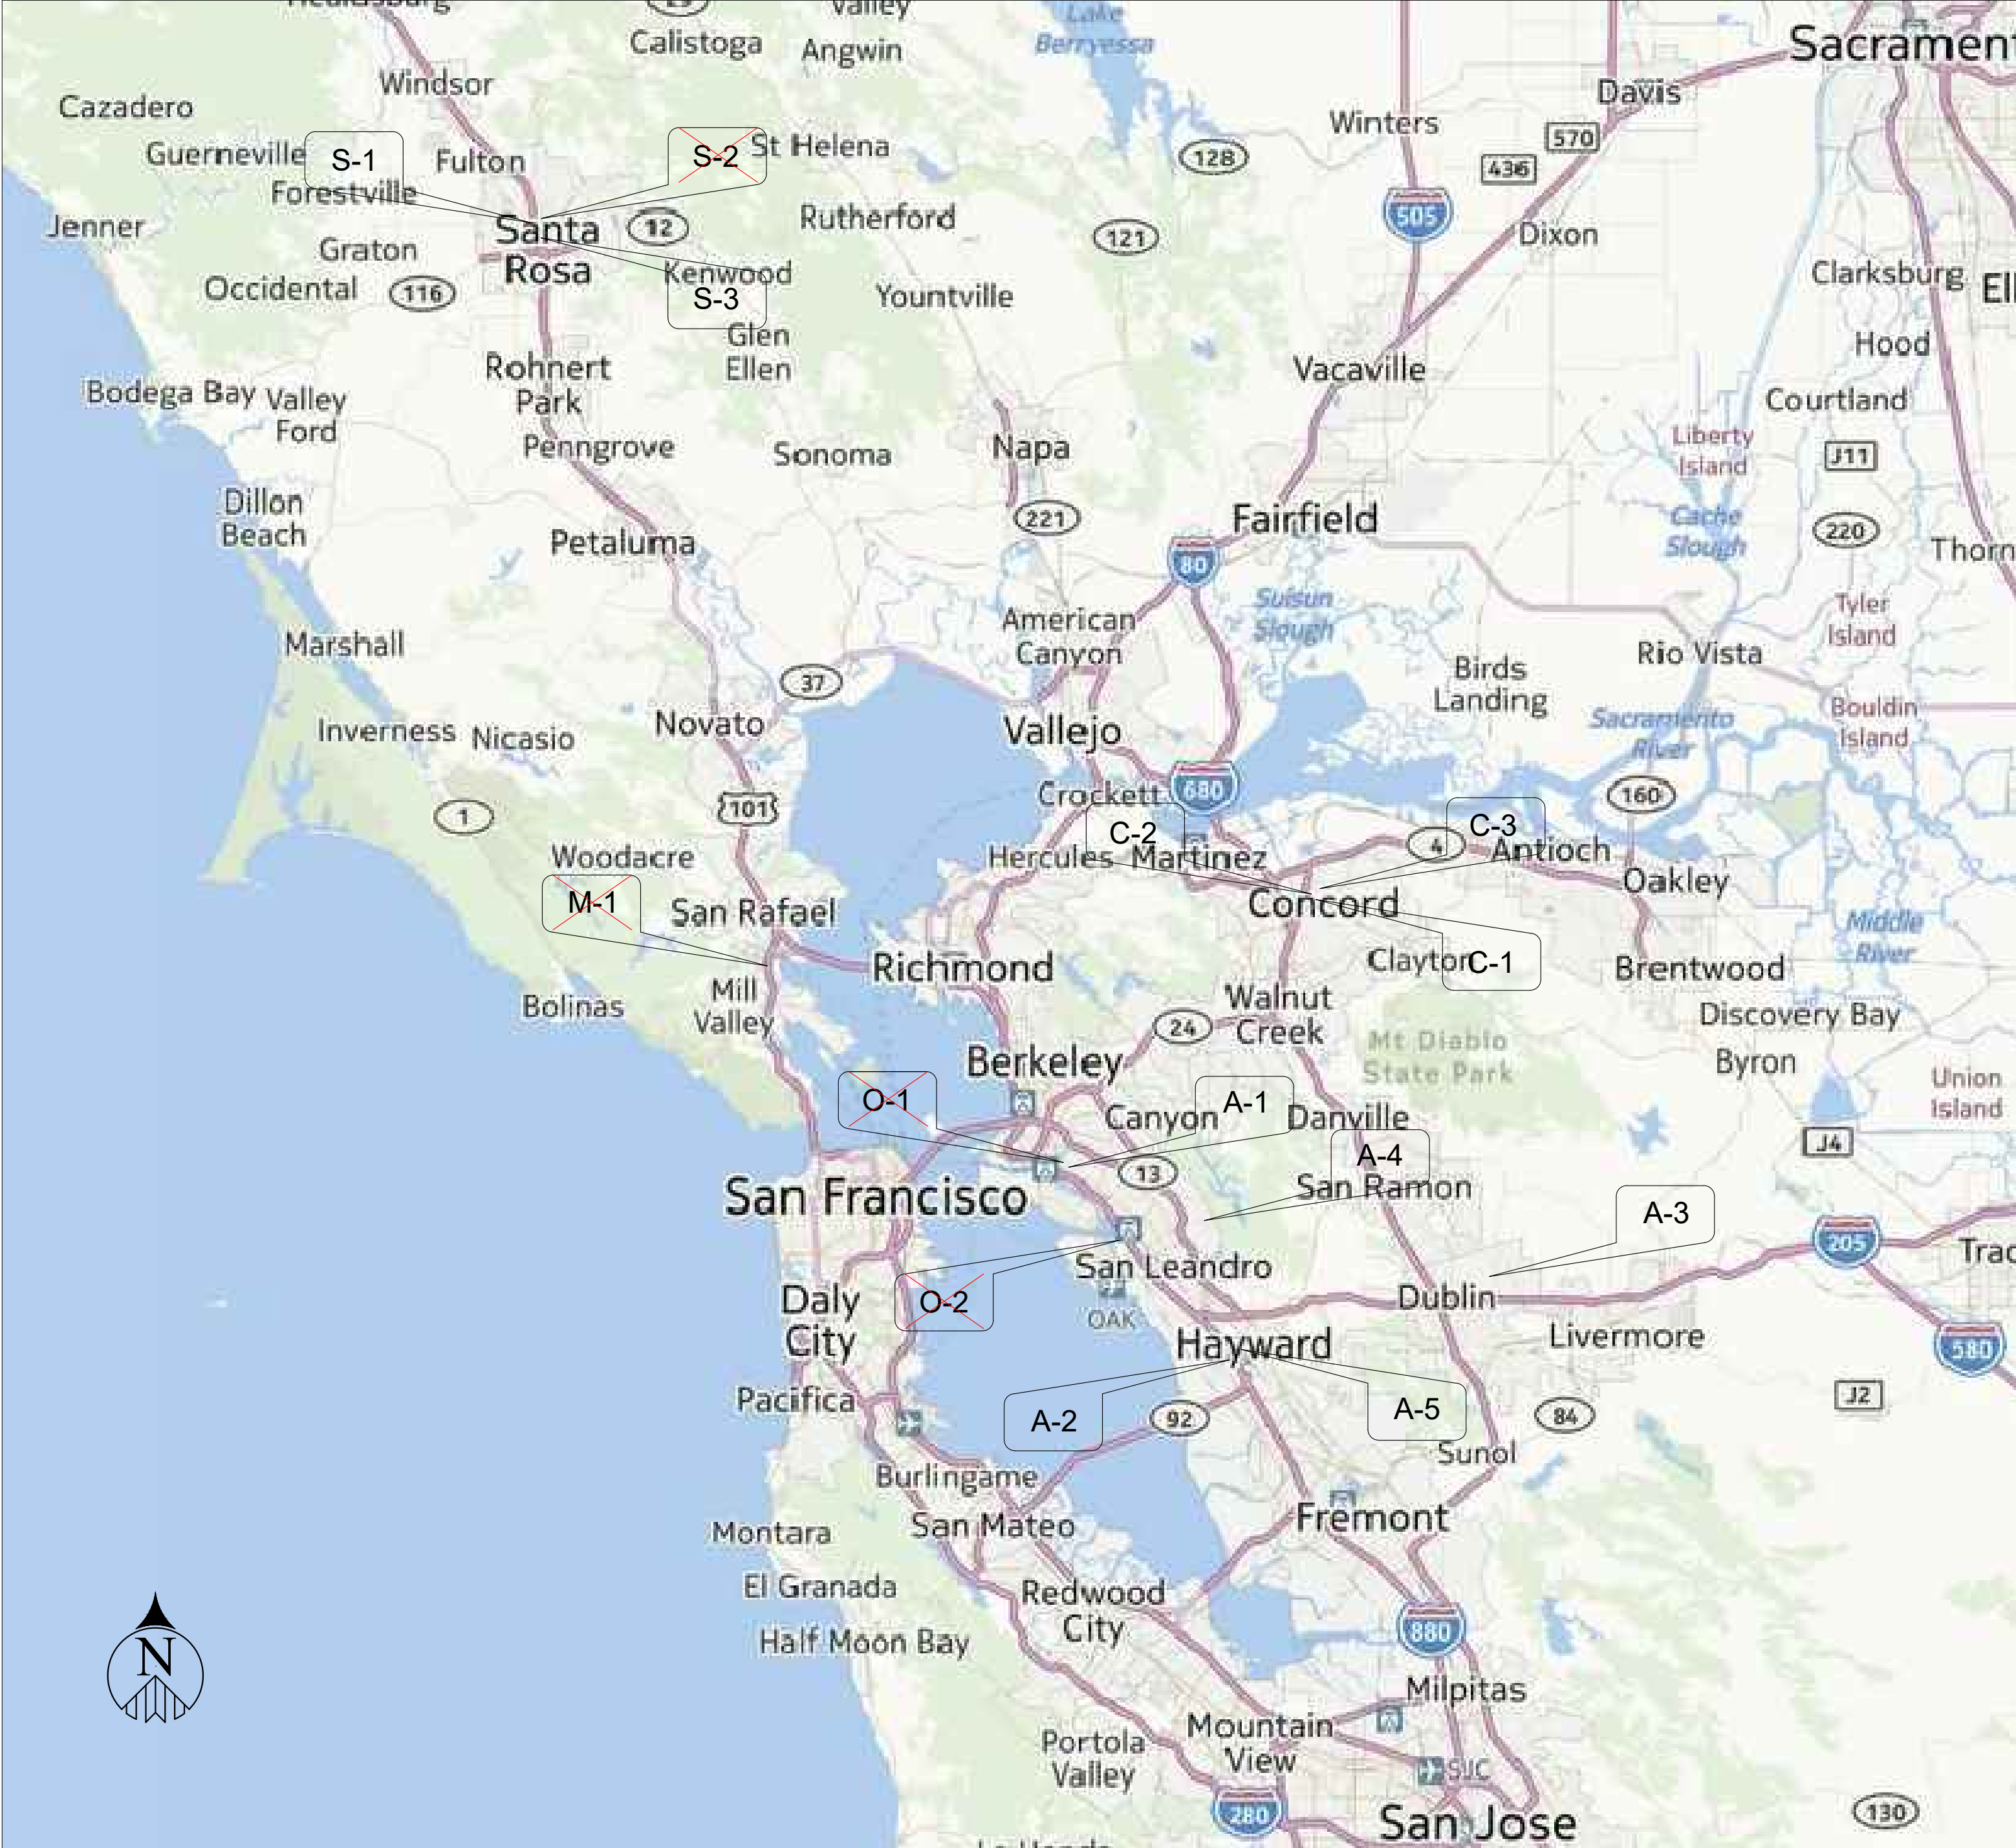 Calistoga
Angwin
Valley
Lake
Berryessa
Sacrament
Windsor
Davis
Cazadero
Winters
570
Guerneville
S-1
Fulton
S-2
St Helena
128
436
Forestville
Jenner
Santa
Rosa
12
Rutherford
121
505
Dixon
Graton
Kenwood
Clarksburg
Occidental
116
S-3
Yountville
Glen
Ellen
Hood
Rohnert
Park
Vacaville
Bodega Bay
Valley
Ford
Courtland
Penngrove
Sonoma
Napa
Liberty
Island
J11
Dillon
Beach
221
Fairfield
Cache
Slough
220
Petaluma
80
Thorn
American
Canyon
Suisun
Slough
Tyler
Island
Marshall
37
Birds
Landing
Rio Vista
Inverness
Nicasio
Novato
Vallejo
Sacramento
River
Bouldin
Island
1
101
Crockett
680
160
Woodacre
C-2
C-3
Hercules
Martinez
4
Antioch
M-1
San Rafael
Concord
Oakley
Middle
River
Richmond
Clayton
C-1
Brentwood
Bolinas
Mill
Valley
Walnut
Creek
Discovery Bay
24
Berkeley
Mt Diablo
State Park
Byron
O-1
Canyon
A-1
Danville
Union
Island
J4
13
A-4
San Francisco
San Ramon
A-3
205
Trac
San Leandro
Daly
City
O-2
OAK
Dublin
Hayward
Livermore
580
Pacifica
A-2
92
A-5
84
J2
Sunol
Burlingame
Montara
San Mateo
Fremont
El Granada
Redwood
City
Half Moon Bay
880
N
Milpitas
Portola
Valley
Mountain
View
SJC
280
San Jose
130